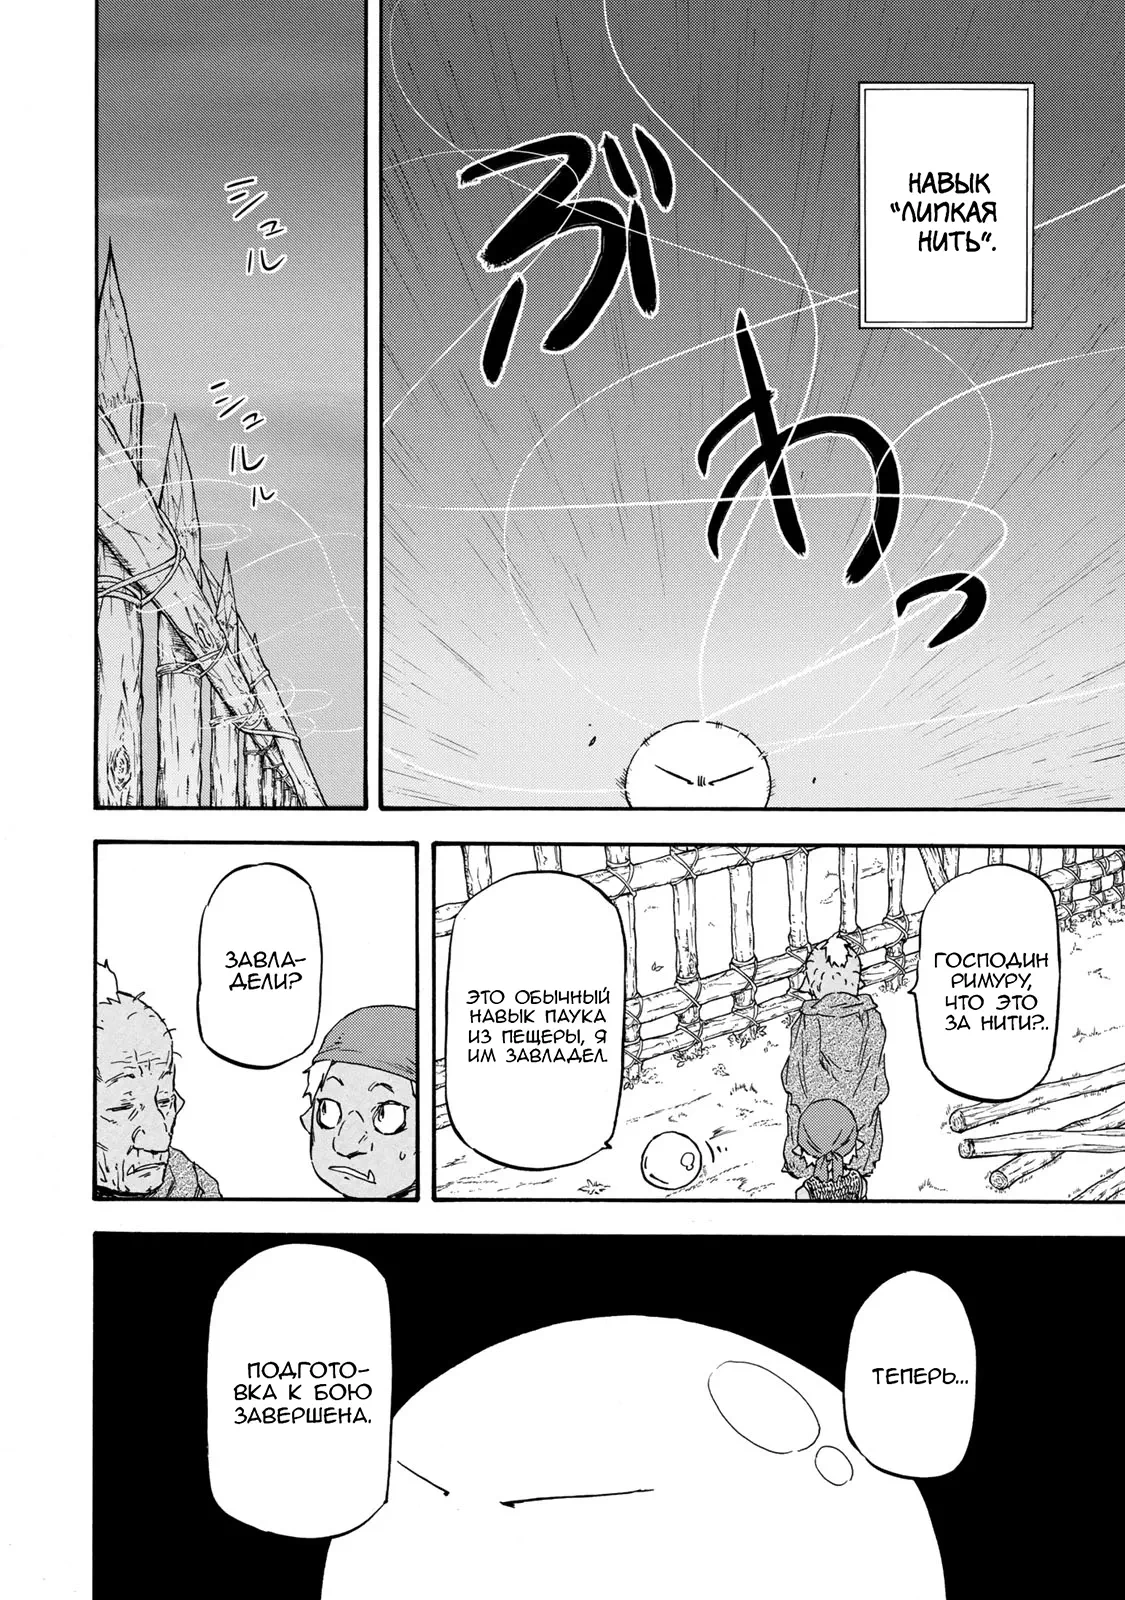 НАВЫК
“ЛИПКАЯ
НИТЬ”.
ぶ
わ
っ
シュル
シュルル
ГОСПОДИН
РИМУРУ,
ЧТО ЭТО
ЗА НИТИ?..
ЭТО ОБЫЧНЫЙ
НАВЫК ПАУКА
ИЗ ПЕЩЕРЫ, Я
ИМ ЗАВЛАДЕЛ.
ЗАВЛА-
ДЕЛИ?
ТЕПЕРЬ...
ПОДГОТО-
ВКА К БОЮ
ЗАВЕРШЕНА.